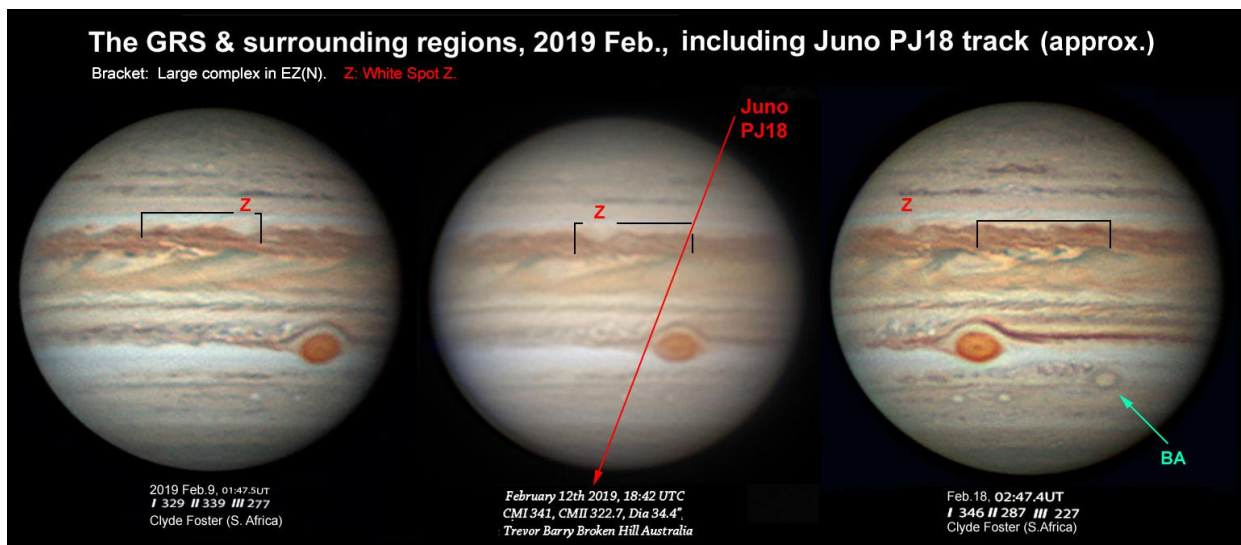 The GRS & surrounding regions, 2019 Feb., including Juno PJ18 track (approx.)
Bracket: Large complex in EZ(N). Z: White Spot Z.
Juno
PJ18
Z
Z
Z
BA
2019 Feb.9, 01:47.5UT
I 329 II 339 III 277
Clyde Foster (S. Africa)
February 12th 2019, 18:42 UTC
CMI 341, CMII 322.7, Dia 34.4",
Trevor Barry Broken Hill Australia
Feb.18, 02:47.4UT
I 346 II 287 III 227
Clyde Foster (S.Africa)